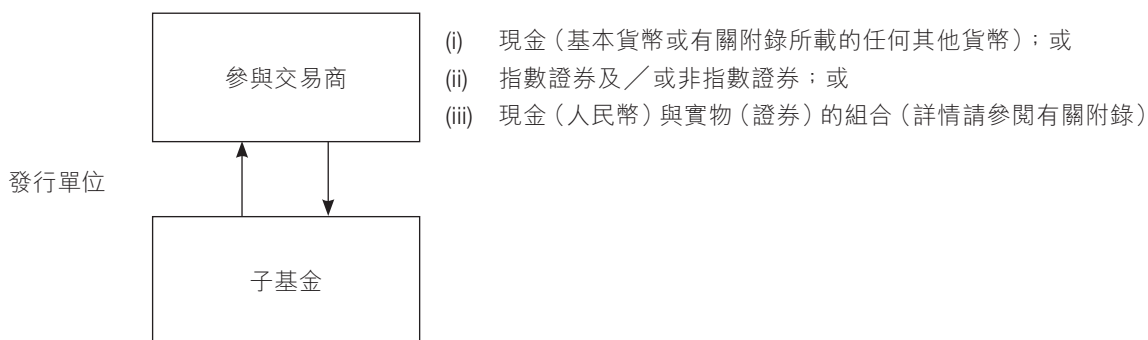 參與交易商
(i) 現金（基本貨幣或有關附錄所載的任何其他貨幣）；或
(ii) 指數證券及／或非指數證券；或
(iii) 現金（人民幣）與實物（證券）的組合（詳情請參閱有關附錄）
發行單位
子基金